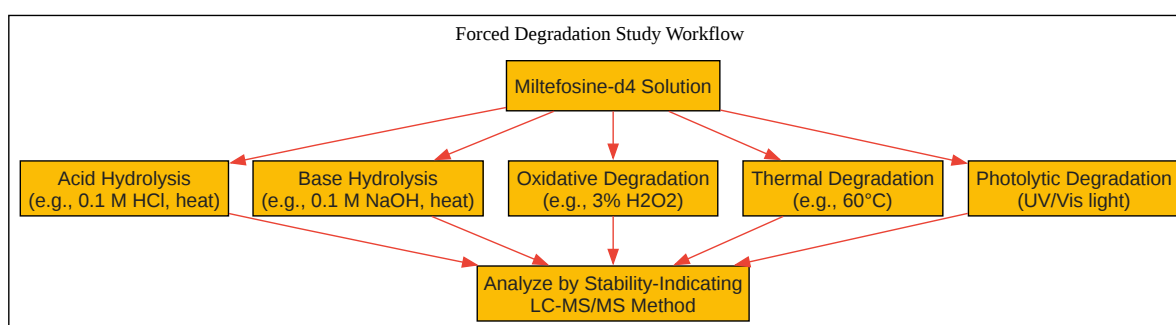 Forced Degradation Study Workflow
Miltefosine-d4 Solution
Acid Hydrolysis
(e.g., 0.1 M HCl, heat)
Base Hydrolysis
(e.g., 0.1 M NaOH, heat)
Oxidative Degradation
(e.g., 3% H2O2)
Thermal Degradation
(e.g., 60°C)
Photolytic Degradation
(UV/Vis light)
Analyze by Stability-Indicating
LC-MS/MS Method